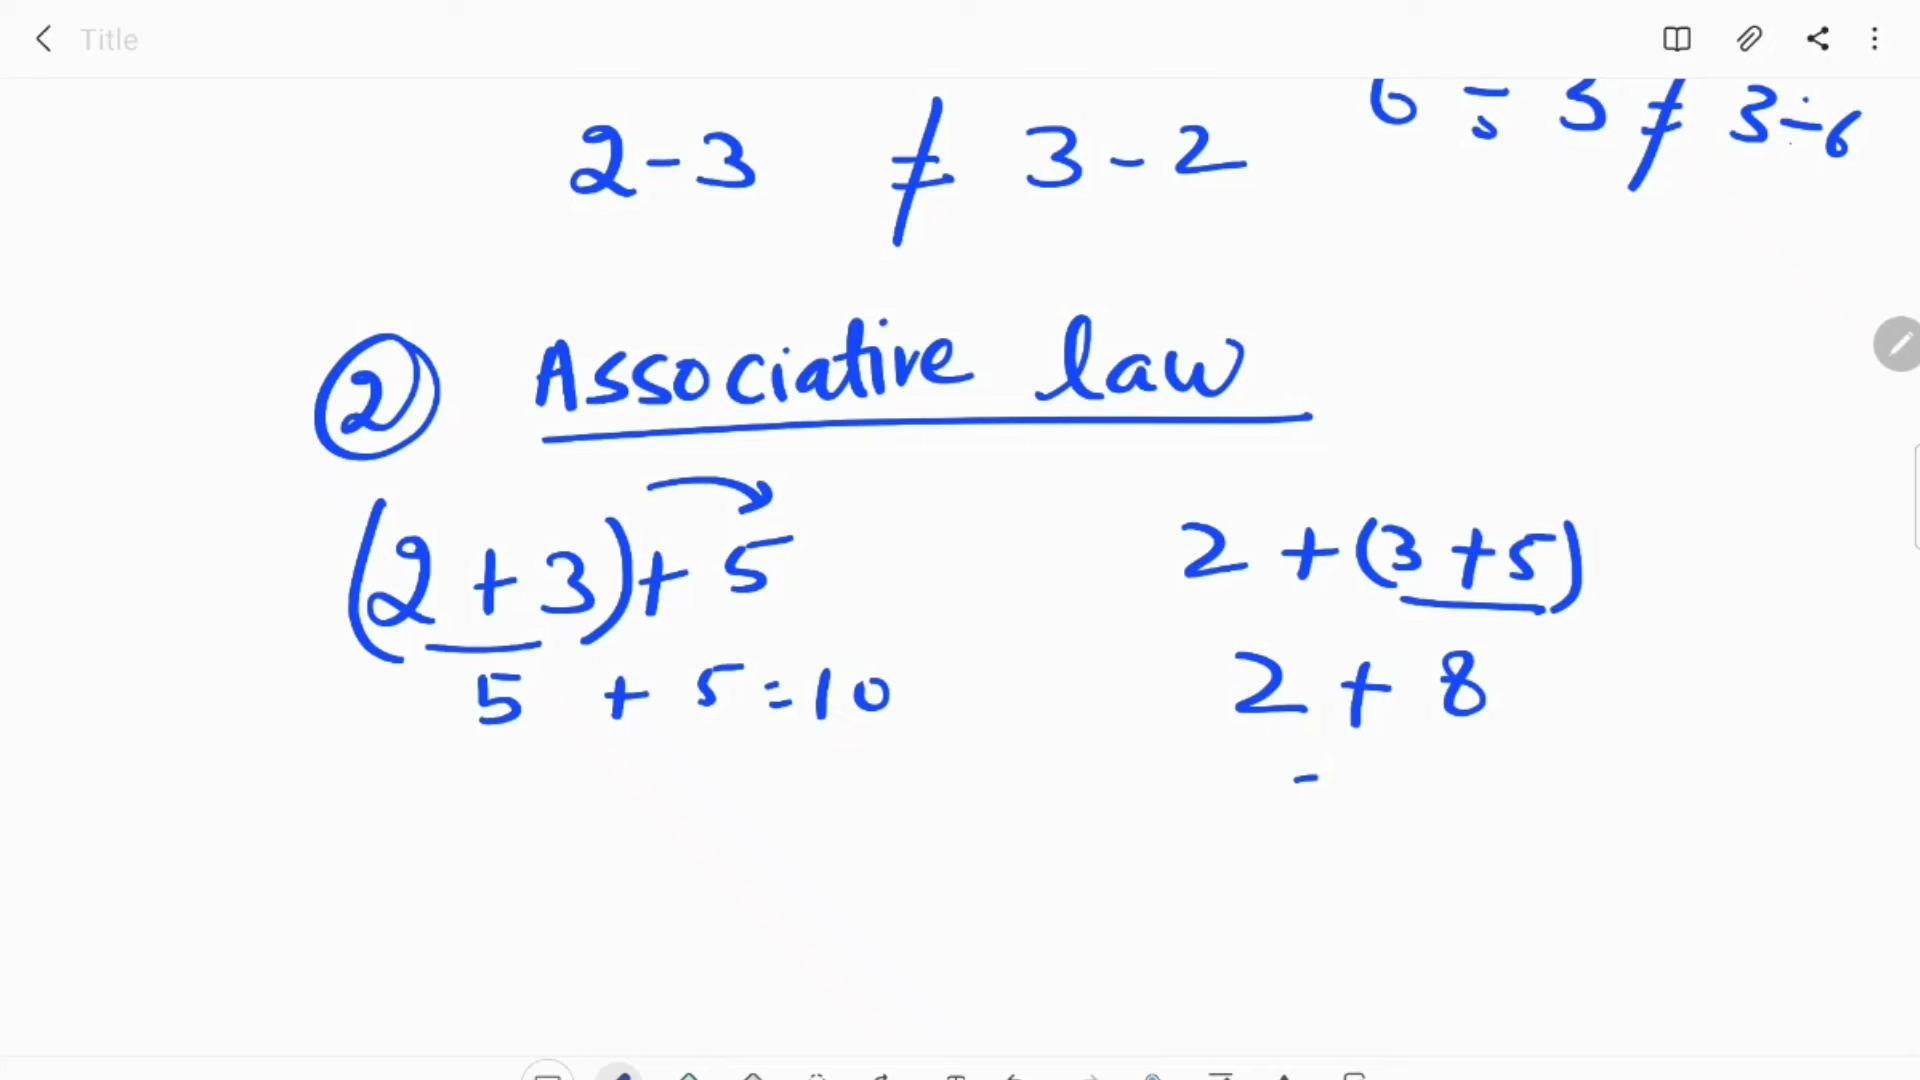 Title
2 - 3 ≠ 3 - 2
6 ÷ 3 ≠ 3 ÷ 6
② Associative law
(2 + 3) + 5
2 + (3 + 5)
5 + 5 = 10
2 + 8
-